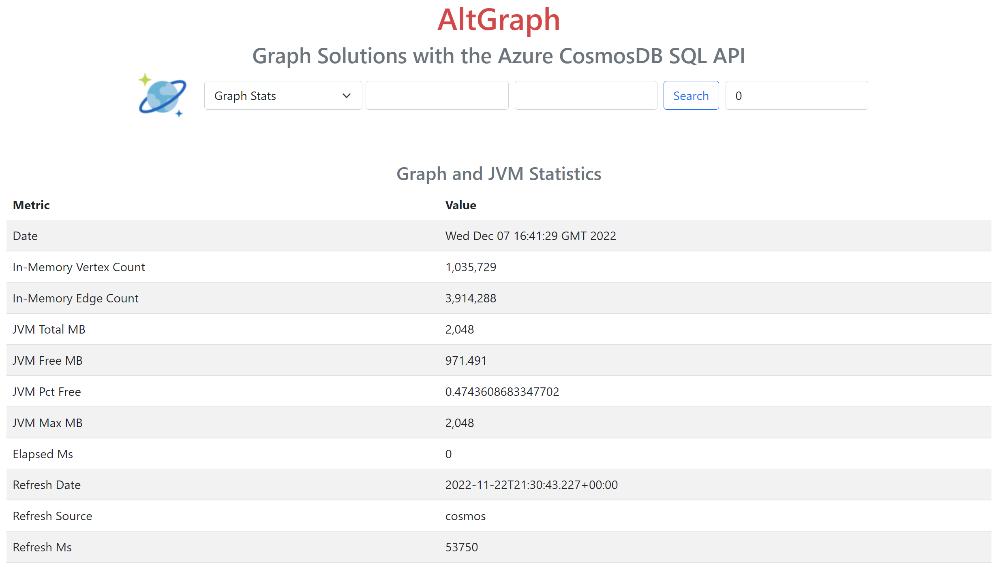 AltGraph
Graph Solutions with the Azure CosmosDB SQL API
Graph Stats Search 0
Graph and JVM Statistics
Metric Value
Date Wed Dec 07 16:41:29 GMT 2022
In-Memory Vertex Count 1,035,729
In-Memory Edge Count 3,914,288
JVM Total MB 2,048
JVM Free MB 971.491
JVM Pct Free 0.4743608683347702
JVM Max MB 2,048
Elapsed Ms 0
Refresh Date 2022-11-22T21:30:43.227+00:00
Refresh Source cosmos
Refresh Ms 53750